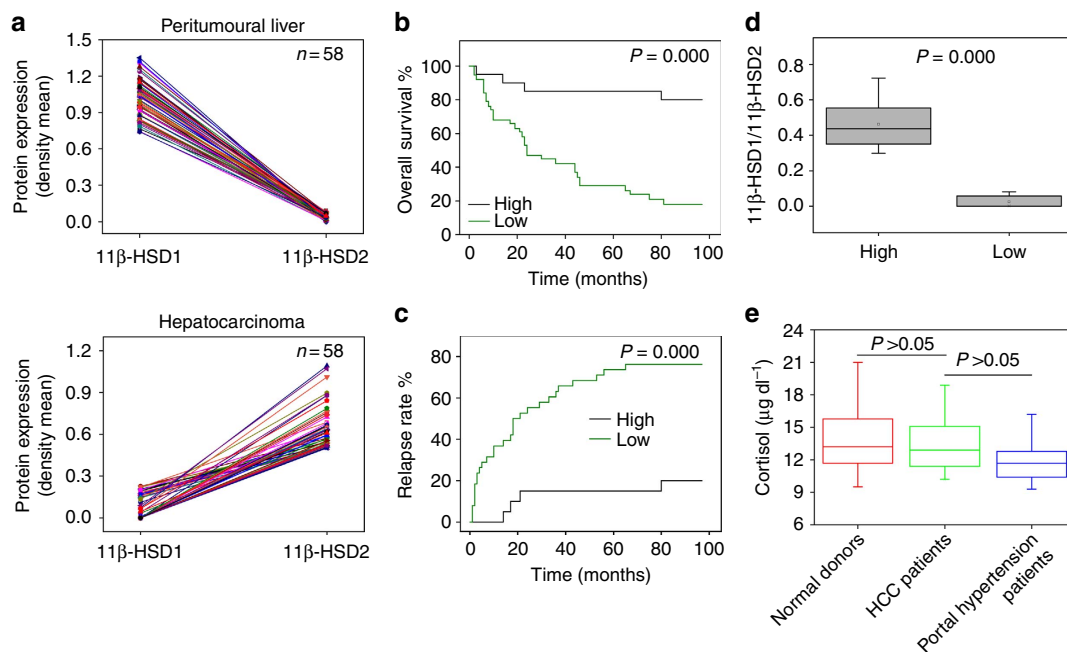 a
Peritumoural liver
n=58
Protein expression
(density mean)
1.5
1.2
0.9
0.6
0.3
0.0
11β-HSD1
11β-HSD2
Hepatocarcinoma
n=58
Protein expression
(density mean)
1.2
0.9
0.6
0.3
0.0
11β-HSD1
11β-HSD2
b
P = 0.000
Overall survival %
100
80
60
40
20
0
High
Low
0 20 40 60 80 100
Time (months)
c
P = 0.000
Relapse rate %
100
80
60
40
20
0
High
Low
0 20 40 60 80 100
Time (months)
d
P = 0.000
11β-HSD1/11β-HSD2
0.8
0.6
0.4
0.2
0.0
High
Low
e
Cortisol (µg dl⁻¹)
24
21
18
15
12
9
6
P >0.05
P >0.05
Normal donors
HCC patients
Portal hypertension
patients